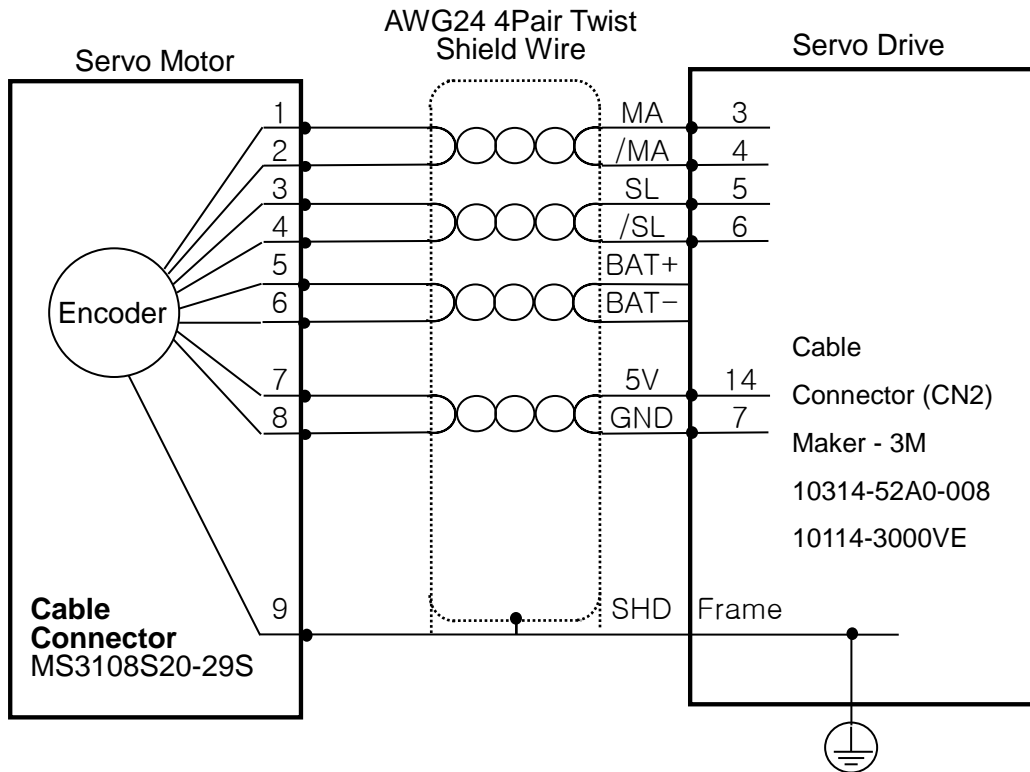 AWG24 4Pair Twist
Shield Wire
Servo Motor
Servo Drive
1 MA 3
2 /MA 4
3 SL 5
4 /SL 6
5 BAT+
6 BAT-
Encoder
7 5V 14
8 GND 7
Cable
Connector (CN2)
Maker - 3M
10314-52A0-008
10114-3000VE
9 SHD Frame
Cable
Connector
MS3108S20-29S